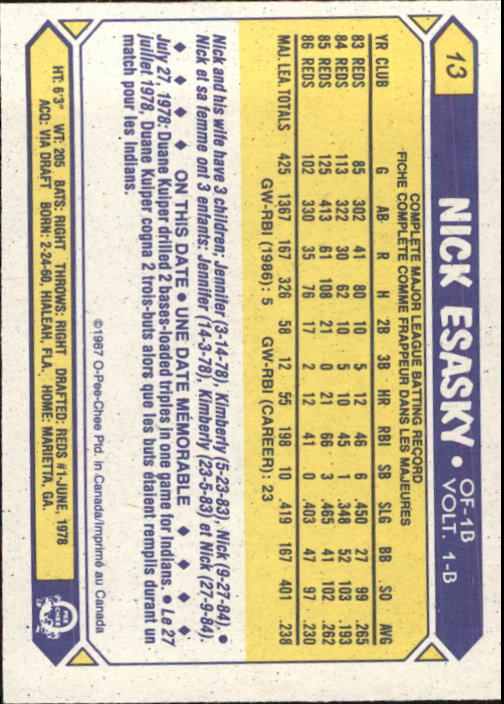 13
NICK ESASKY • OF-1B
VOLT. 1-B
COMPLETE MAJOR LEAGUE BATTING RECORD
FICHE COMPLÈTE COMME FRAPPEUR DANS LES MAJEURES
YR CLUB G AB R H 2B 3B HR RBI SB SLG BB SO AVG
83 REDS 85 302 41 80 10 5 12 46 6 .450 27 99 .265
84 REDS 113 322 30 62 10 5 10 45 1 .348 52 103 .193
85 REDS 125 413 61 108 21 0 21 66 3 .465 41 102 .262
86 REDS 102 330 35 76 17 2 12 41 0 .403 47 97 .230
MAJ. LEA. TOTALS 425 1367 167 326 58 12 55 198 10 .419 167 401 .238
GW-RBI (1986): 5 GW-RBI (CAREER): 23
Nick and his wife have 3 children; Jennifer (3-14-78), Kimberly (5-23-83), Nick (9-27-84). •
Nick et sa femme ont 3 enfants: Jennifer (14-3-78), Kimberly (23-5-83) et Nick (27-9-84).
♦ ♦ ♦ ♦ ON THIS DATE • UNE DATE MÉMORABLE ♦ ♦ ♦ ♦
July 27, 1978: Duane Kuiper drilled 2 bases-loaded triples in one game for Indians. • Le 27
juillet 1978, Duane Kuiper cogna 2 trois-buts alors que les buts étaient remplis durant un
match pour les Indians.
©1987 O-Pee-Chee Ptd. in Canada/Imprimé au Canada
HT: 6'3" WT: 205 BATS: RIGHT THROWS: RIGHT DRAFTED: REDS #1-JUNE, 1978
ACQ: VIA DRAFT BORN: 2-24-60, HIALEAH, FLA. HOME: MARIETTA, GA.
O PEE CHEE